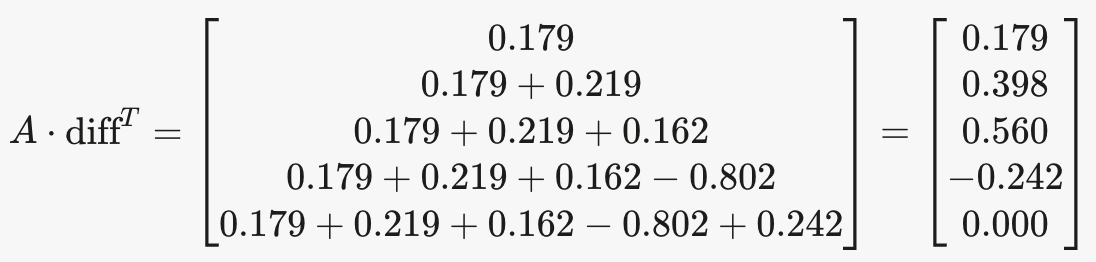 0.179 0.179
0.179 + 0.219 0.398
A · diff^T = 0.179 + 0.219 + 0.162 = 0.560
0.179 + 0.219 + 0.162 − 0.802 −0.242
0.179 + 0.219 + 0.162 − 0.802 + 0.242 0.000